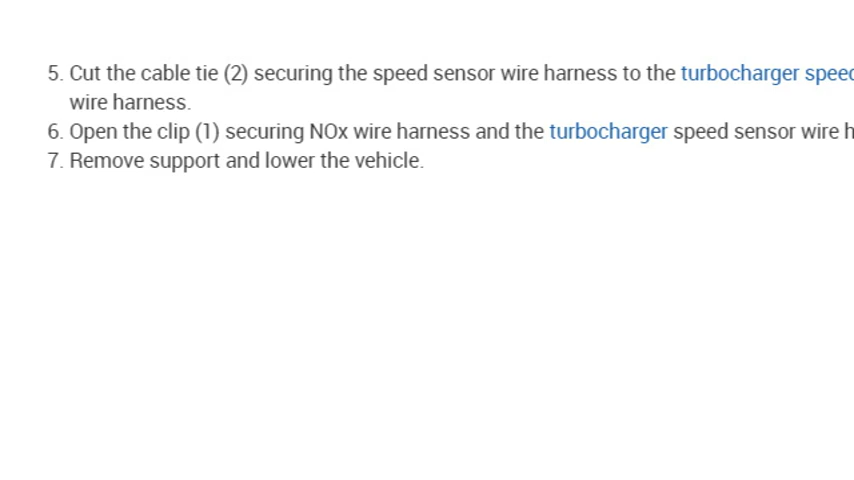 5. Cut the cable tie (2) securing the speed sensor wire harness to the turbocharger speed
wire harness.
6. Open the clip (1) securing NOx wire harness and the turbocharger speed sensor wire h
7. Remove support and lower the vehicle.